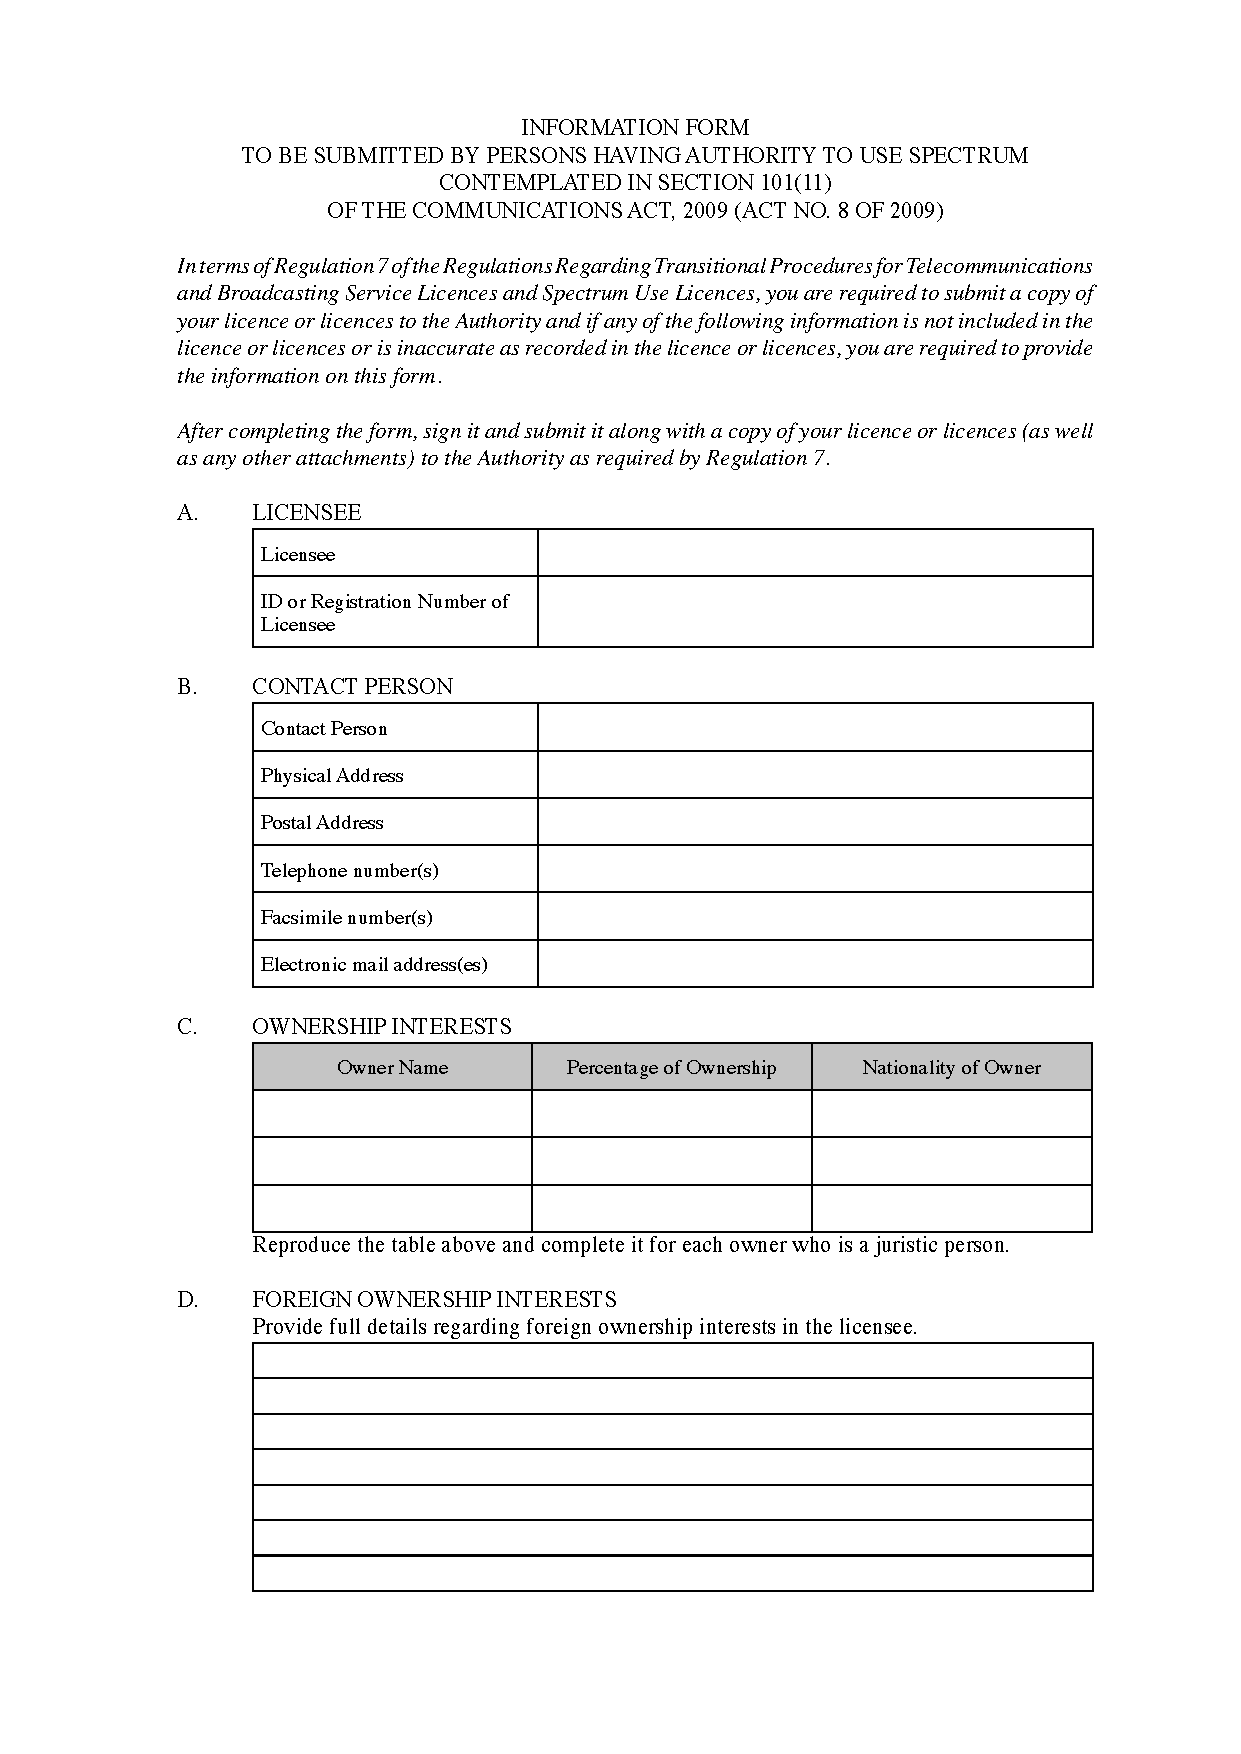 INFORMATION FORM
TO BE SUBMITTED BY PERSONS HAVING AUTHORITY TO USE SPECTRUM
CONTEMPLATED IN SECTION 101(11)
OF THE COMMUNICATIONS ACT, 2009 (ACT NO. 8 OF 2009)
In terms of Regulation 7 of the Regulations Regarding Transitional Procedures for Telecommunications
and Broadcasting Service Licences and Spectrum Use Licences, you are required to submit a copy of
your licence or licences to the Authority and if any of the following information is not included in the
licence or licences or is inaccurate as recorded in the licence or licences, you are required to provide
the information on this form.
After completing the form, sign it and submit it along with a copy of your licence or licences (as well
as any other attachments) to the Authority as required by Regulation 7.
A. LICENSEE
Licensee
ID or Registration Number of
Licensee
B. CONTACT PERSON
Contact Person
Physical Address
Postal Address
Telephone number(s)
Facsimile number(s)
Electronic mail address(es)
C. OWNERSHIP INTERESTS
Owner Name Percentage of Ownership Nationality of Owner
Reproduce the table above and complete it for each owner who is a juristic person.
D. FOREIGN OWNERSHIP INTERESTS
Provide full details regarding foreign ownership interests in the licensee.